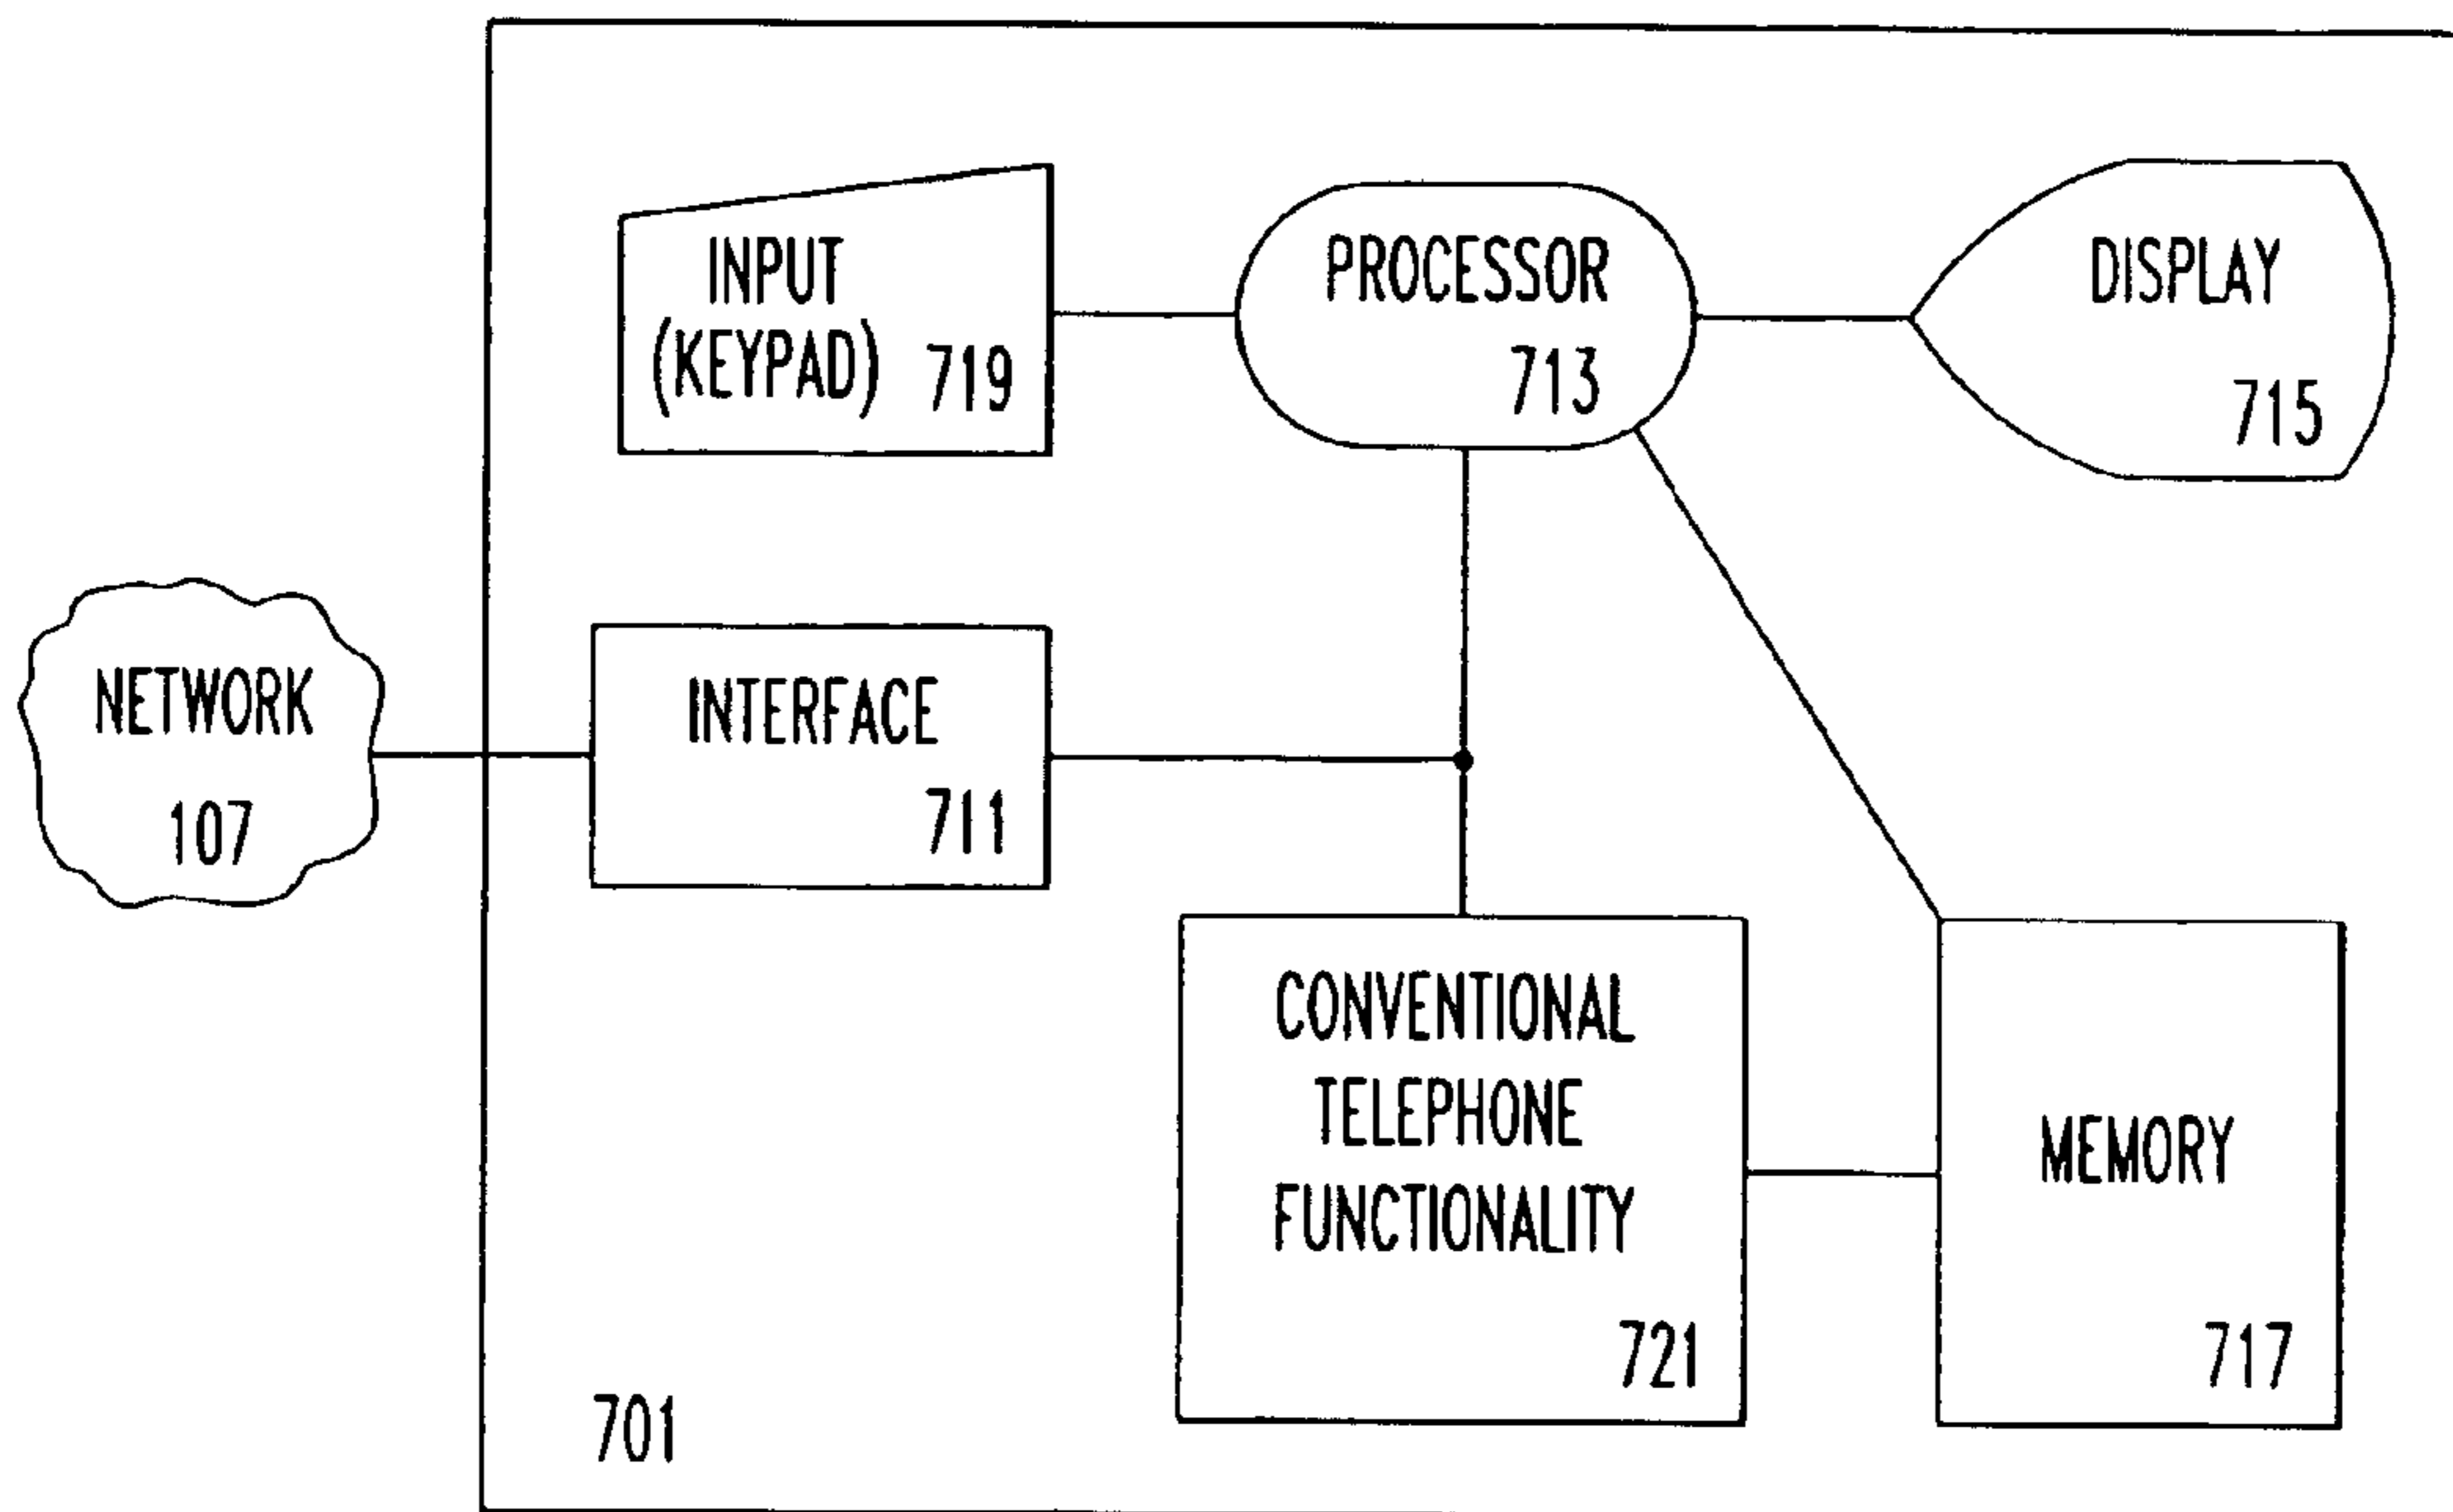 INPUT
(KEYPAD)
719
PROCESSOR
713
DISPLAY
715
NETWORK
107
INTERFACE
711
CONVENTIONAL
TELEPHONE
FUNCTIONALITY
721
MEMORY
717
701